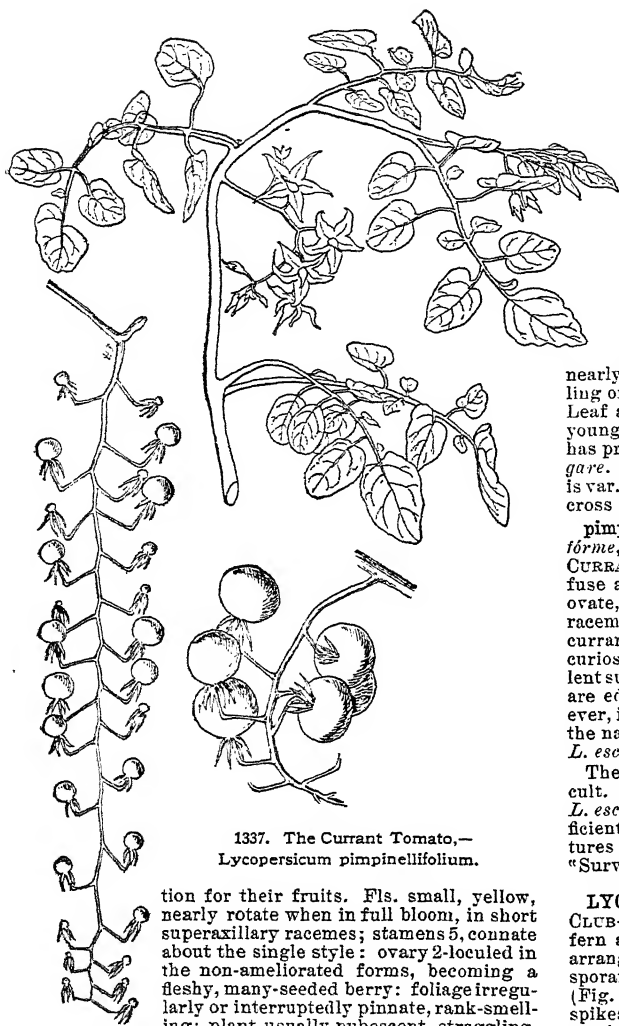 1337. The Currant Tomato,—
Lycopersicum pimpinellifolium.
tion for their fruits. Fls. small, yellow,
nearly rotate when in full bloom, in short
superaxillary racemes; stamens 5, connate
about the single style: ovary 2-loculed in
the non-ameliorated forms, becoming a
fleshy, many-seeded berry: foliage irregu-
larly or interruptedly pinnate, rank-smell-
ing: plant usually pubescent, straggling
nearly
ling o
Leaf a
young
has pr
gare.
is var.
cross
pimp
fórme,
CURRA
fuse a
ovate,
racem
curran
curios
lent su
are ed
ever, i
the na
L. esc
The
cult.
L. esc
ficient
tures
"Surv
LYC
CLUB-
fern a
arrang
sporan
(Fig.
spikes